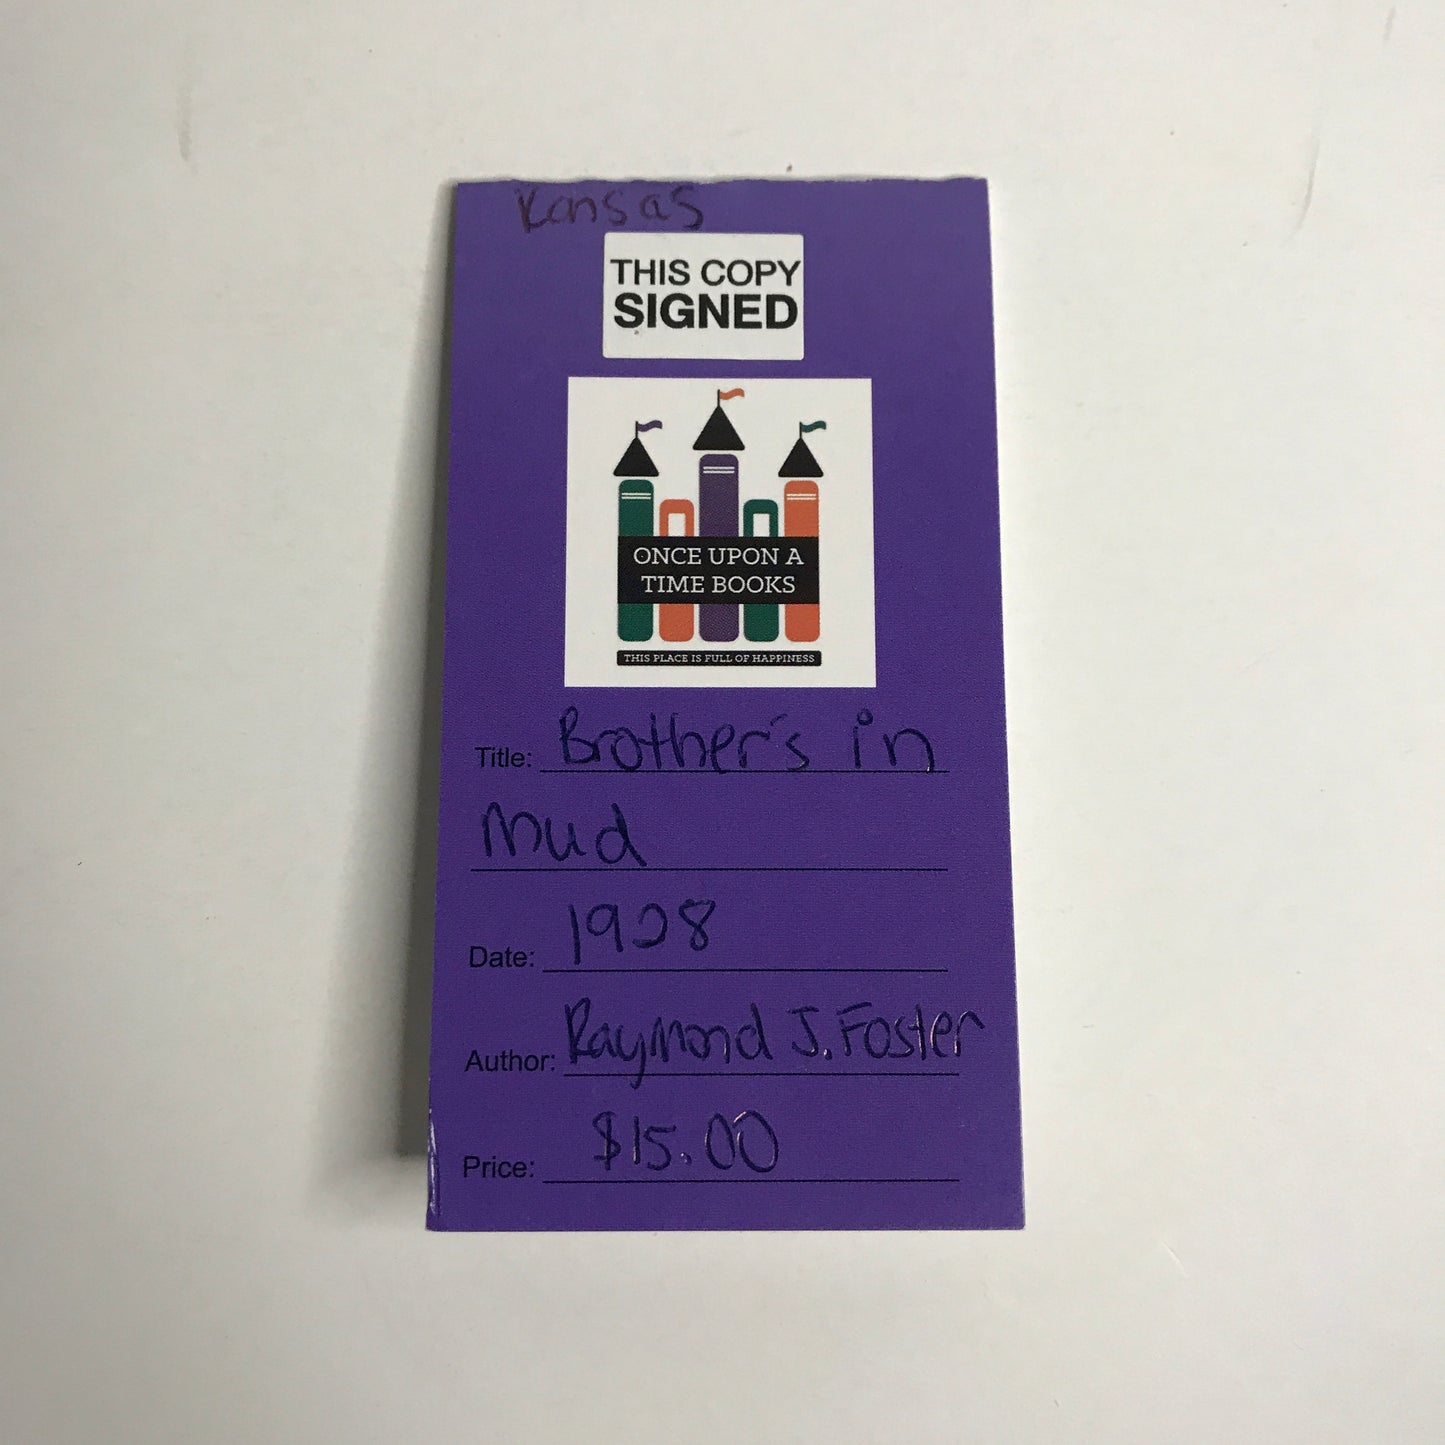 Kansas
THIS COPY
SIGNED
ONCE UPON A
TIME BOOKS
THIS PLACE IS FULL OF HAPPINESS
Title: Brother's in
Mud
Date: 1928
Author: Raymond J. Foster
Price: $15.00